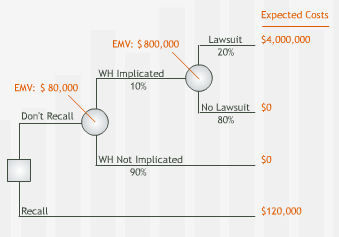 Expected Costs
EMV: $ 800,000
Lawsuit
$4,000,000
20%
WH Implicated
EMV: $ 80,000
10%
No Lawsuit
$0
Don't Recall
80%
WH Not Implicated
$0
90%
Recall
$120,000